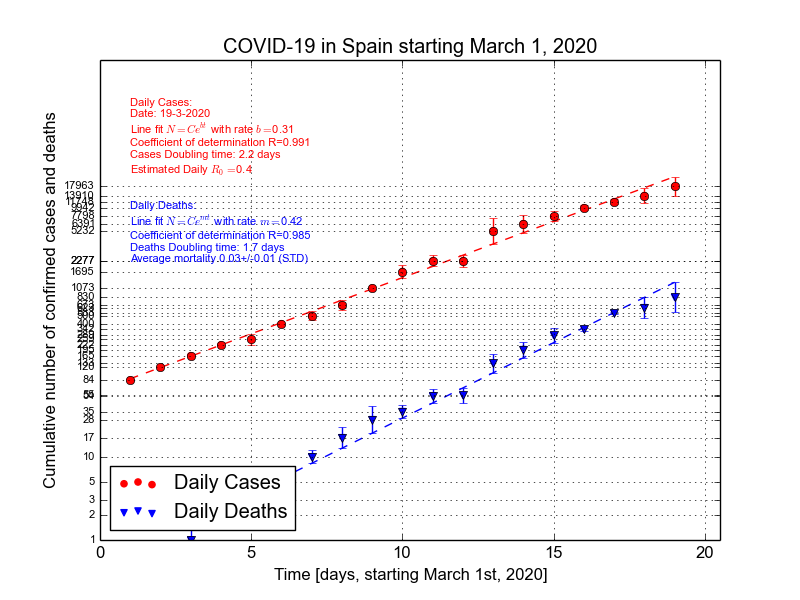 COVID-19 in Spain starting March 1, 2020
Cumulative number of confirmed cases and deaths
Daily Cases:
Date: 19-3-2020
Line fit N = Ce^{bt} with rate b =0.31
Coefficient of determination R=0.991
Cases Doubling time: 2.2 days
Estimated Daily R_0 =0.4
Daily Deaths:
Line fit N = Ce^{mt} with rate m=0.42
Coefficient of determination R=0.985
Deaths Doubling time: 1.7 days
Average mortality 0.03+/-0.01 (STD)
17963
13910
11748
9942
7798
6391
5232
2277
1695
1073
830
400
222
165
120
84
35
28
17
10
5
3
2
1
Daily Cases
Daily Deaths
0 5 10 15 20
Time [days, starting March 1st, 2020]